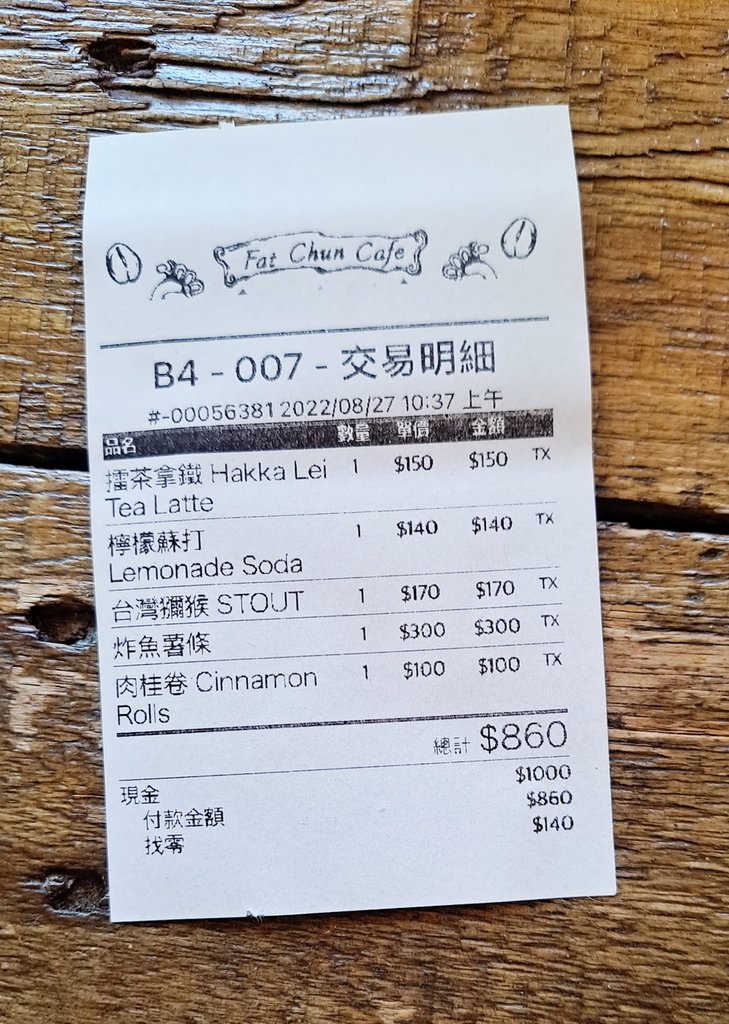 Fat Chun Cafe
B4 - 007 - 交易明細
#-00056381 2022/08/27 10:37 上午
品名 數量 單價 金額
擂茶拿鐵 Hakka Lei 1 $150 $150 TX
Tea Latte
檸檬蘇打 1 $140 $140 TX
Lemonade Soda
台灣獼猴 STOUT 1 $170 $170 TX
炸魚薯條 1 $300 $300 TX
肉桂卷 Cinnamon 1 $100 $100 TX
Rolls
總計 $860
現金 $1000
付款金額 $860
找零 $140